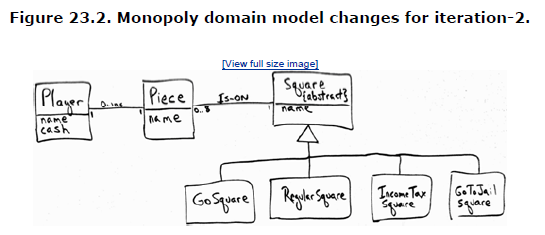 Figure 23.2. Monopoly domain model changes for iteration-2.
[View full size image]
Player
name
cash
1
1
Piece
name
0..8
Is-ON
1
Square
{abstract}
name
GoSquare
RegularSquare
IncomeTax
Square
GoToJail
Square